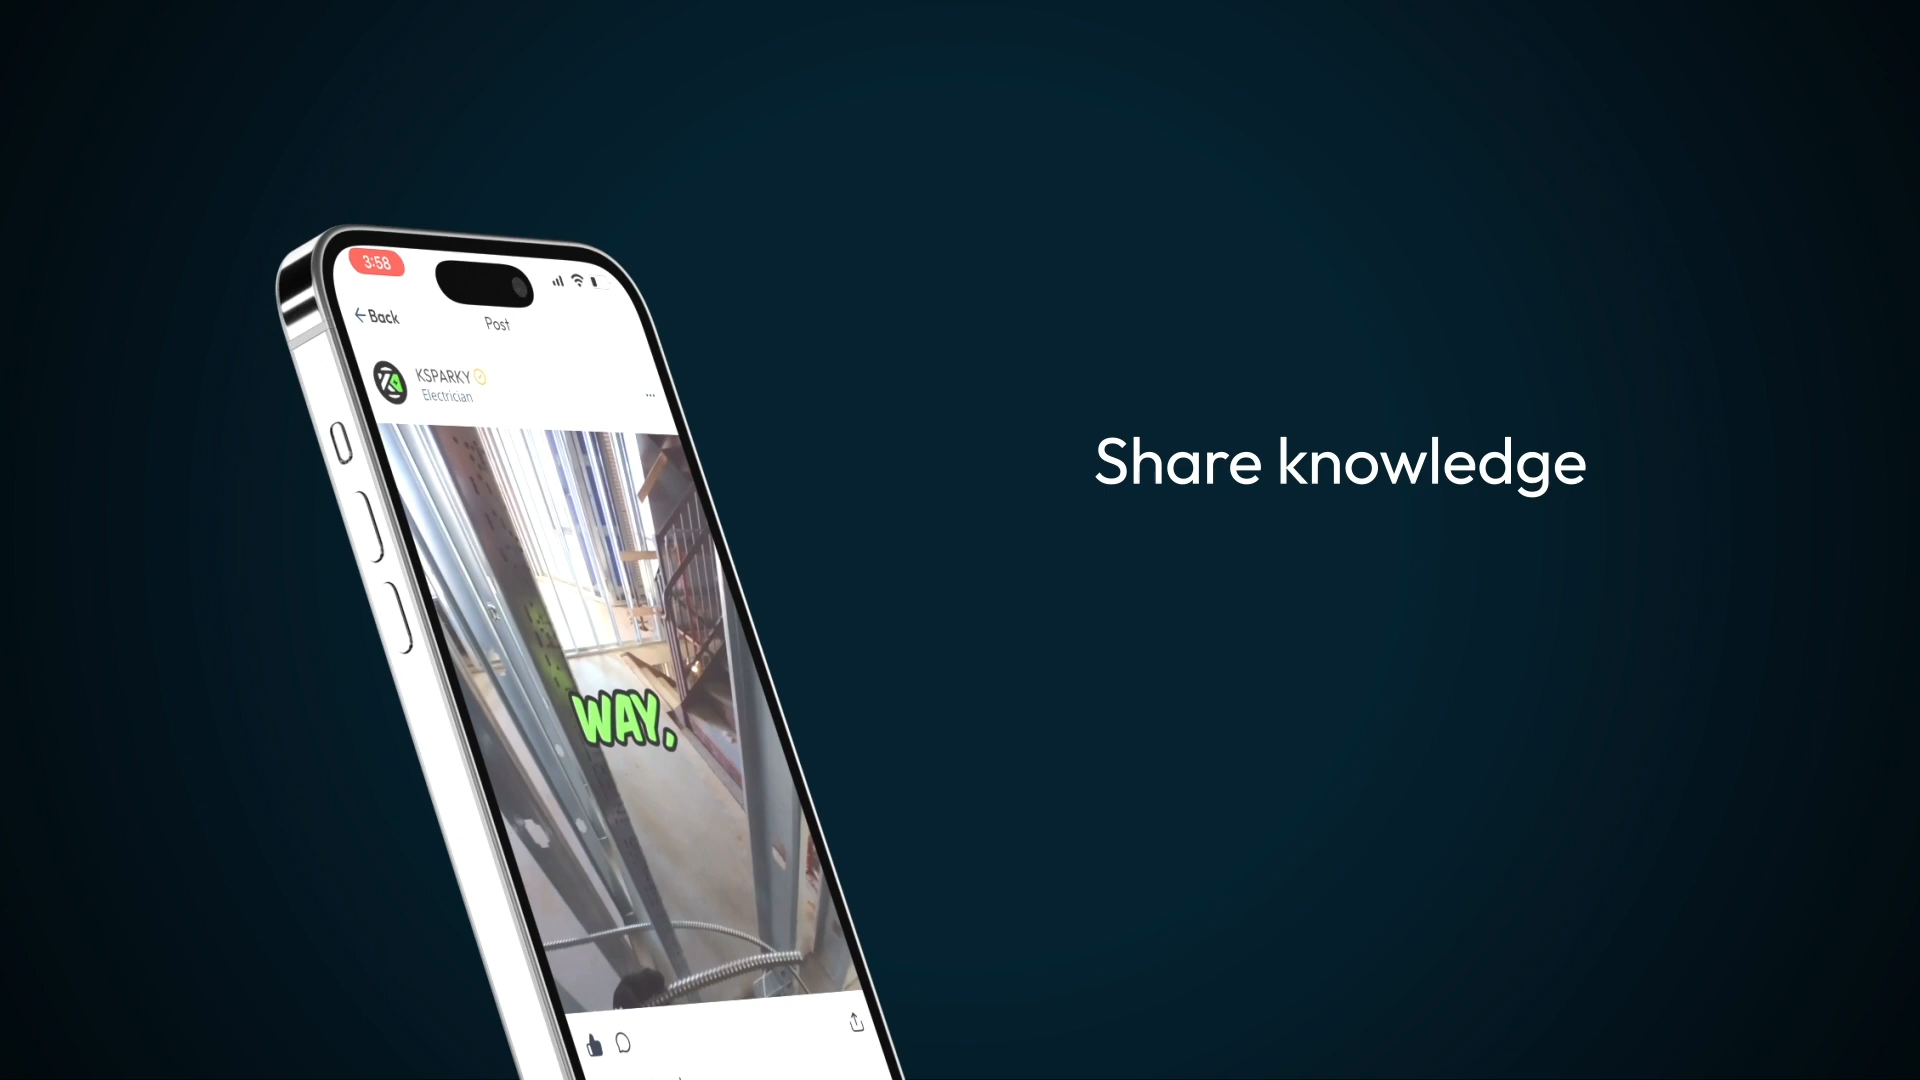 3:58
Back
Post
KSPARKY
Electrician
Share knowledge
WAY,